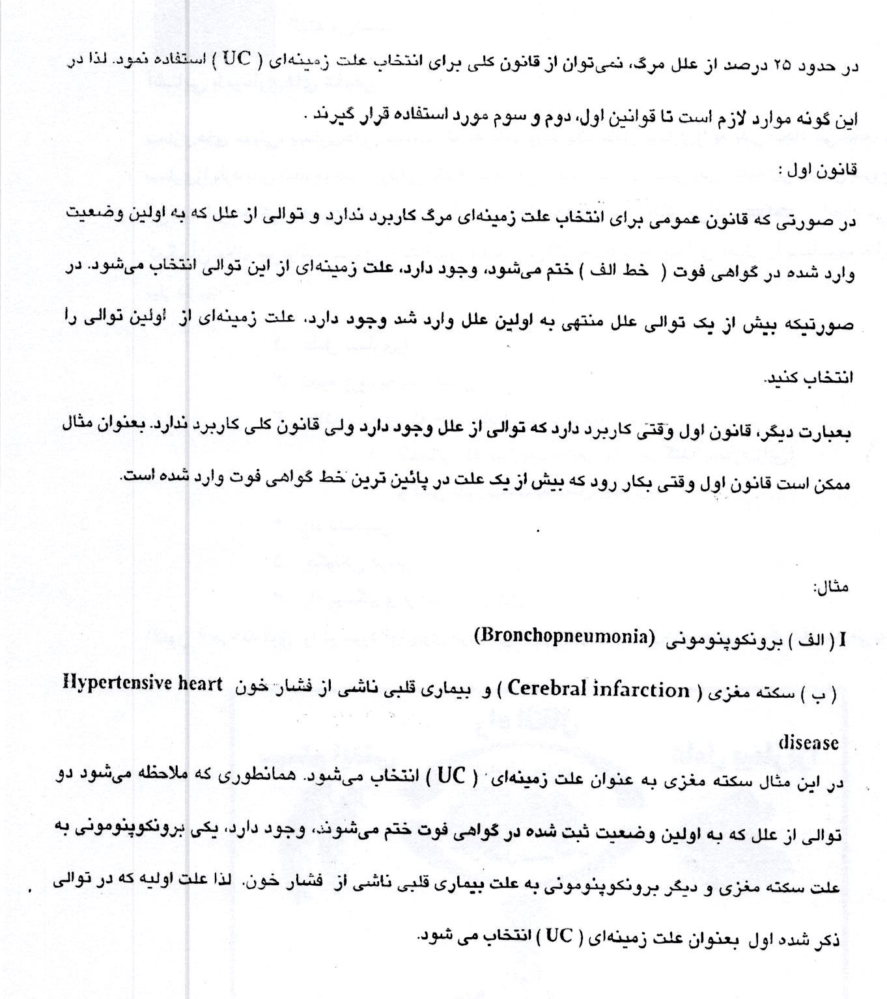 در حدود ۲۵ درصد از علل مرگ، نمی‌توان از قانون کلی برای انتخاب علت زمینه‌ای ( UC ) استفاده نمود. لذا در
این گونه موارد لازم است تا قوانین اول، دوم و سوم مورد استفاده قرار گیرند .
قانون اول :
در صورتی که قانون عمومی برای انتخاب علت زمینه‌ای مرگ کاربرد ندارد و توالی از علل که به اولین وضعیت
وارد شده در گواهی فوت ( خط الف ) ختم می‌شود، وجود دارد، علت زمینه‌ای از این توالی انتخاب می‌شود. در
صورتیکه بیش از یک توالی علل منتهی به اولین علل وارد شد وجود دارد، علت زمینه‌ای از اولین توالی را
انتخاب کنید.
بعبارت دیگر، قانون اول وقتی کاربرد دارد که توالی از علل وجود دارد ولی قانون کلی کاربرد ندارد. بعنوان مثال
ممکن است قانون اول وقتی بکار رود که بیش از یک علت در پائین ترین خط گواهی فوت وارد شده است.
مثال:
I ( الف ) برونکوپنومونی (Bronchopneumonia)
( ب ) سکته مغزی ( Cerebral infarction ) و بیماری قلبی ناشی از فشار خون Hypertensive heart
disease
در این مثال سکته مغزی به عنوان علت زمینه‌ای ( UC ) انتخاب می‌شود. همانطوری که ملاحظه می‌شود دو
توالی از علل که به اولین وضعیت ثبت شده در گواهی فوت ختم می‌شوند، وجود دارد، یکی برونکوپنومونی به
علت سکته مغزی و دیگر برونکوپنومونی به علت بیماری قلبی ناشی از فشار خون. لذا علت اولیه که در توالی
ذکر شده اول بعنوان علت زمینه‌ای ( UC ) انتخاب می شود.